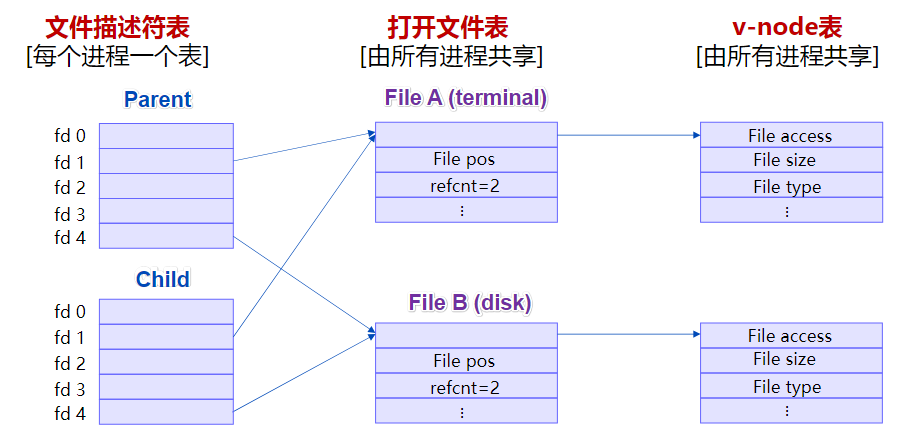 文件描述符表
[每个进程一个表]
打开文件表
[由所有进程共享]
v-node表
[由所有进程共享]
Parent
fd 0
fd 1
fd 2
fd 3
fd 4
Child
fd 0
fd 1
fd 2
fd 3
fd 4
File A (terminal)
File pos
refcnt=2
⋮
File B (disk)
File pos
refcnt=2
⋮
File access
File size
File type
⋮
File access
File size
File type
⋮